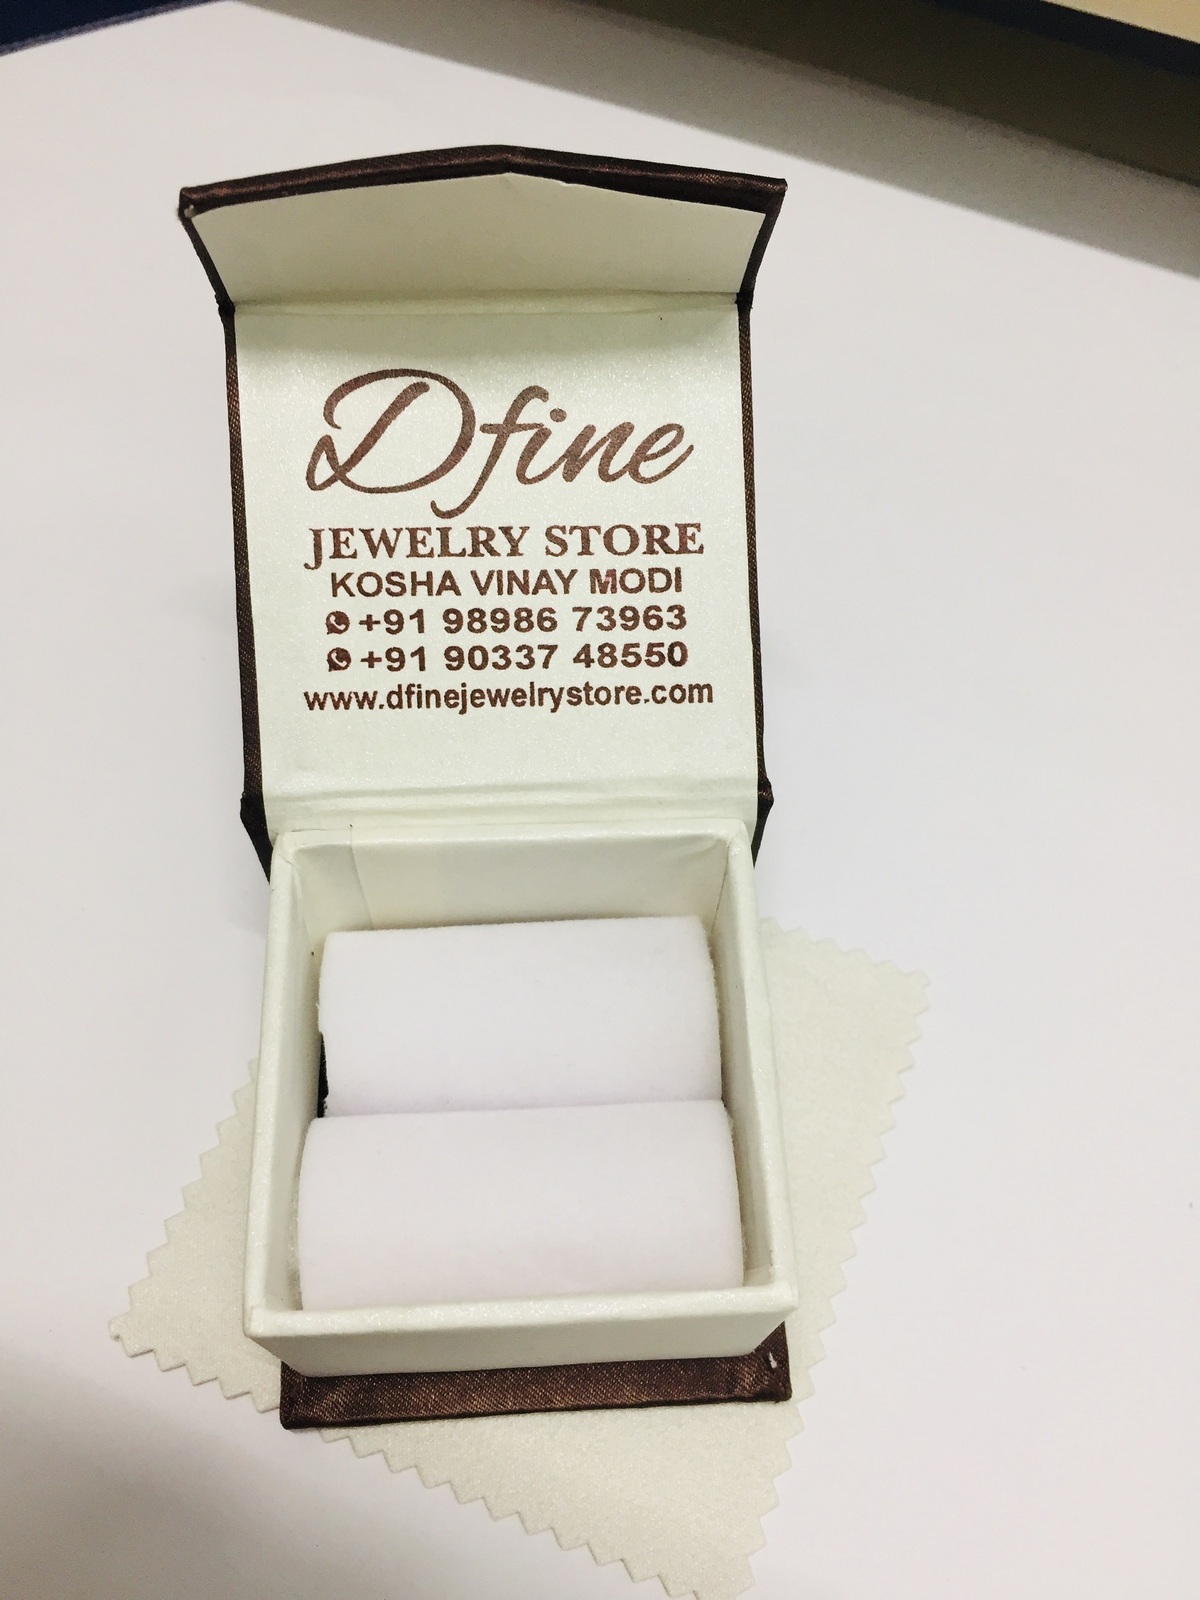 Dfine
JEWELRY STORE
KOSHA VINAY MODI
+91 98986 73963
+91 90337 48550
www.dfinejewelrystore.com